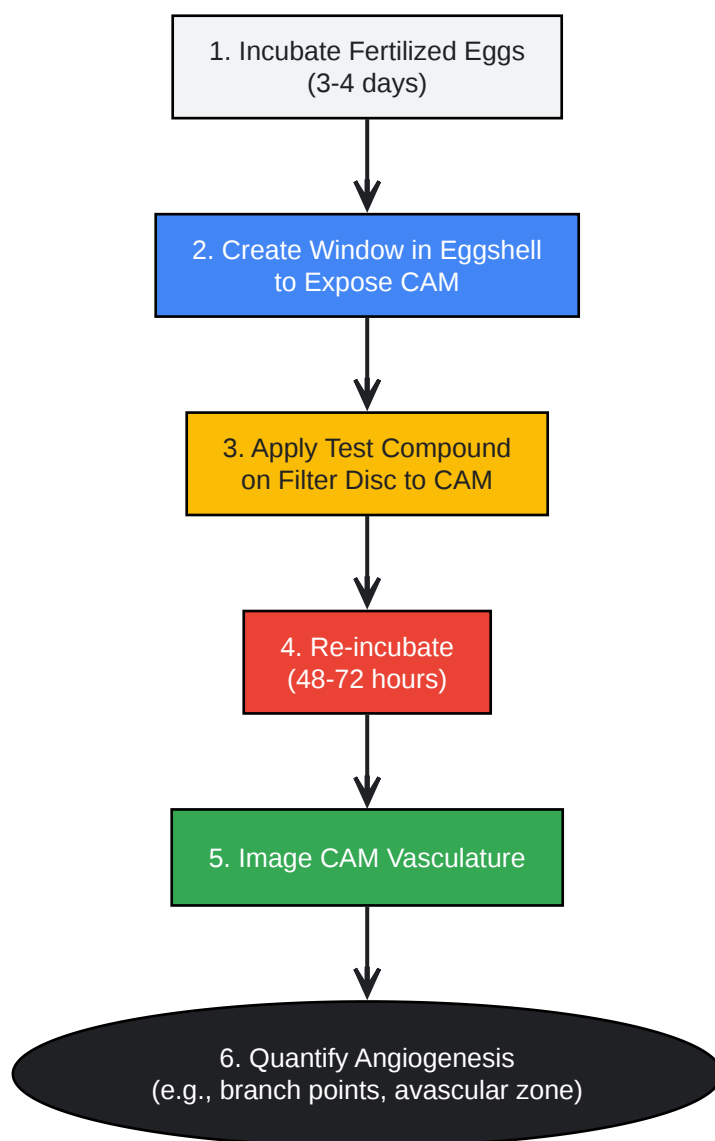 1. Incubate Fertilized Eggs
(3-4 days)
2. Create Window in Eggshell
to Expose CAM
3. Apply Test Compound
on Filter Disc to CAM
4. Re-incubate
(48-72 hours)
5. Image CAM Vasculature
6. Quantify Angiogenesis
(e.g., branch points, avascular zone)